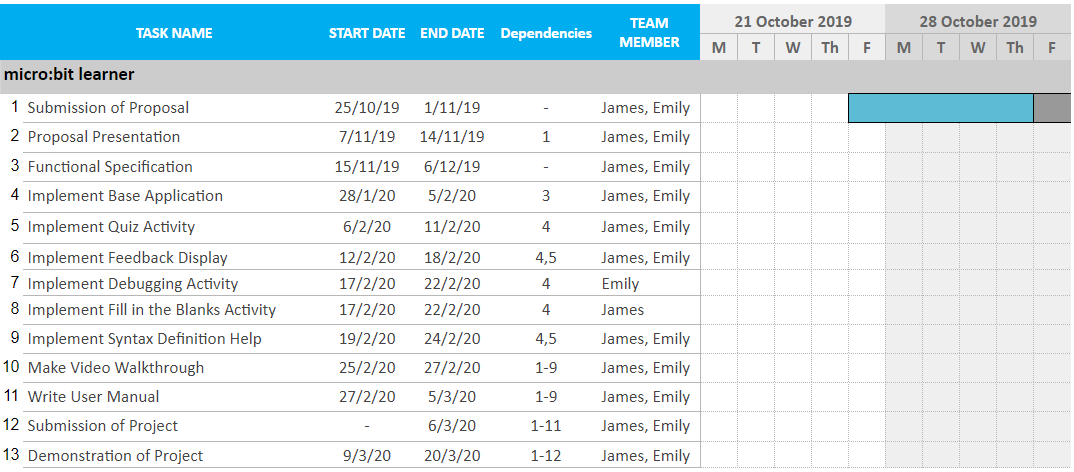 TASK NAME START DATE END DATE Dependencies TEAM MEMBER 21 October 2019 28 October 2019
M T W Th F M T W Th F
micro:bit learner
1 Submission of Proposal 25/10/19 1/11/19 - James, Emily
2 Proposal Presentation 7/11/19 14/11/19 1 James, Emily
3 Functional Specification 15/11/19 6/12/19 - James, Emily
4 Implement Base Application 28/1/20 5/2/20 3 James, Emily
5 Implement Quiz Activity 6/2/20 11/2/20 4 James, Emily
6 Implement Feedback Display 12/2/20 18/2/20 4,5 James, Emily
7 Implement Debugging Activity 17/2/20 22/2/20 4 Emily
8 Implement Fill in the Blanks Activity 17/2/20 22/2/20 4 James
9 Implement Syntax Definition Help 19/2/20 24/2/20 4,5 James, Emily
10 Make Video Walkthrough 25/2/20 27/2/20 1-9 James, Emily
11 Write User Manual 27/2/20 5/3/20 1-9 James, Emily
12 Submission of Project - 6/3/20 1-11 James, Emily
13 Demonstration of Project 9/3/20 20/3/20 1-12 James, Emily